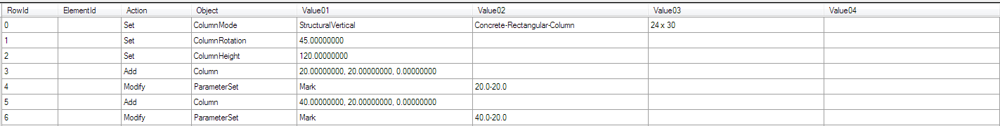 RowId ElementId Action Object Value01 Value02 Value03 Value04
0 Set ColumnMode StructuralVertical Concrete-Rectangular-Column 24 x 30
1 Set ColumnRotation 45.00000000
2 Set ColumnHeight 120.00000000
3 Add Column 20.00000000, 20.00000000, 0.00000000
4 Modify ParameterSet Mark 20.0-20.0
5 Add Column 40.00000000, 20.00000000, 0.00000000
6 Modify ParameterSet Mark 40.0-20.0